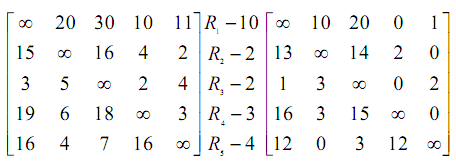 ∞ 20 30 10 11 R₁ – 10 ∞ 10 20 0 1
15 ∞ 16 4 2 R₂ – 2 13 ∞ 14 2 0
3 5 ∞ 2 4 R₃ – 2 1 3 ∞ 0 2
19 6 18 ∞ 3 R₄ – 3 16 3 15 ∞ 0
16 4 7 16 ∞ R₅ – 4 12 0 3 12 ∞